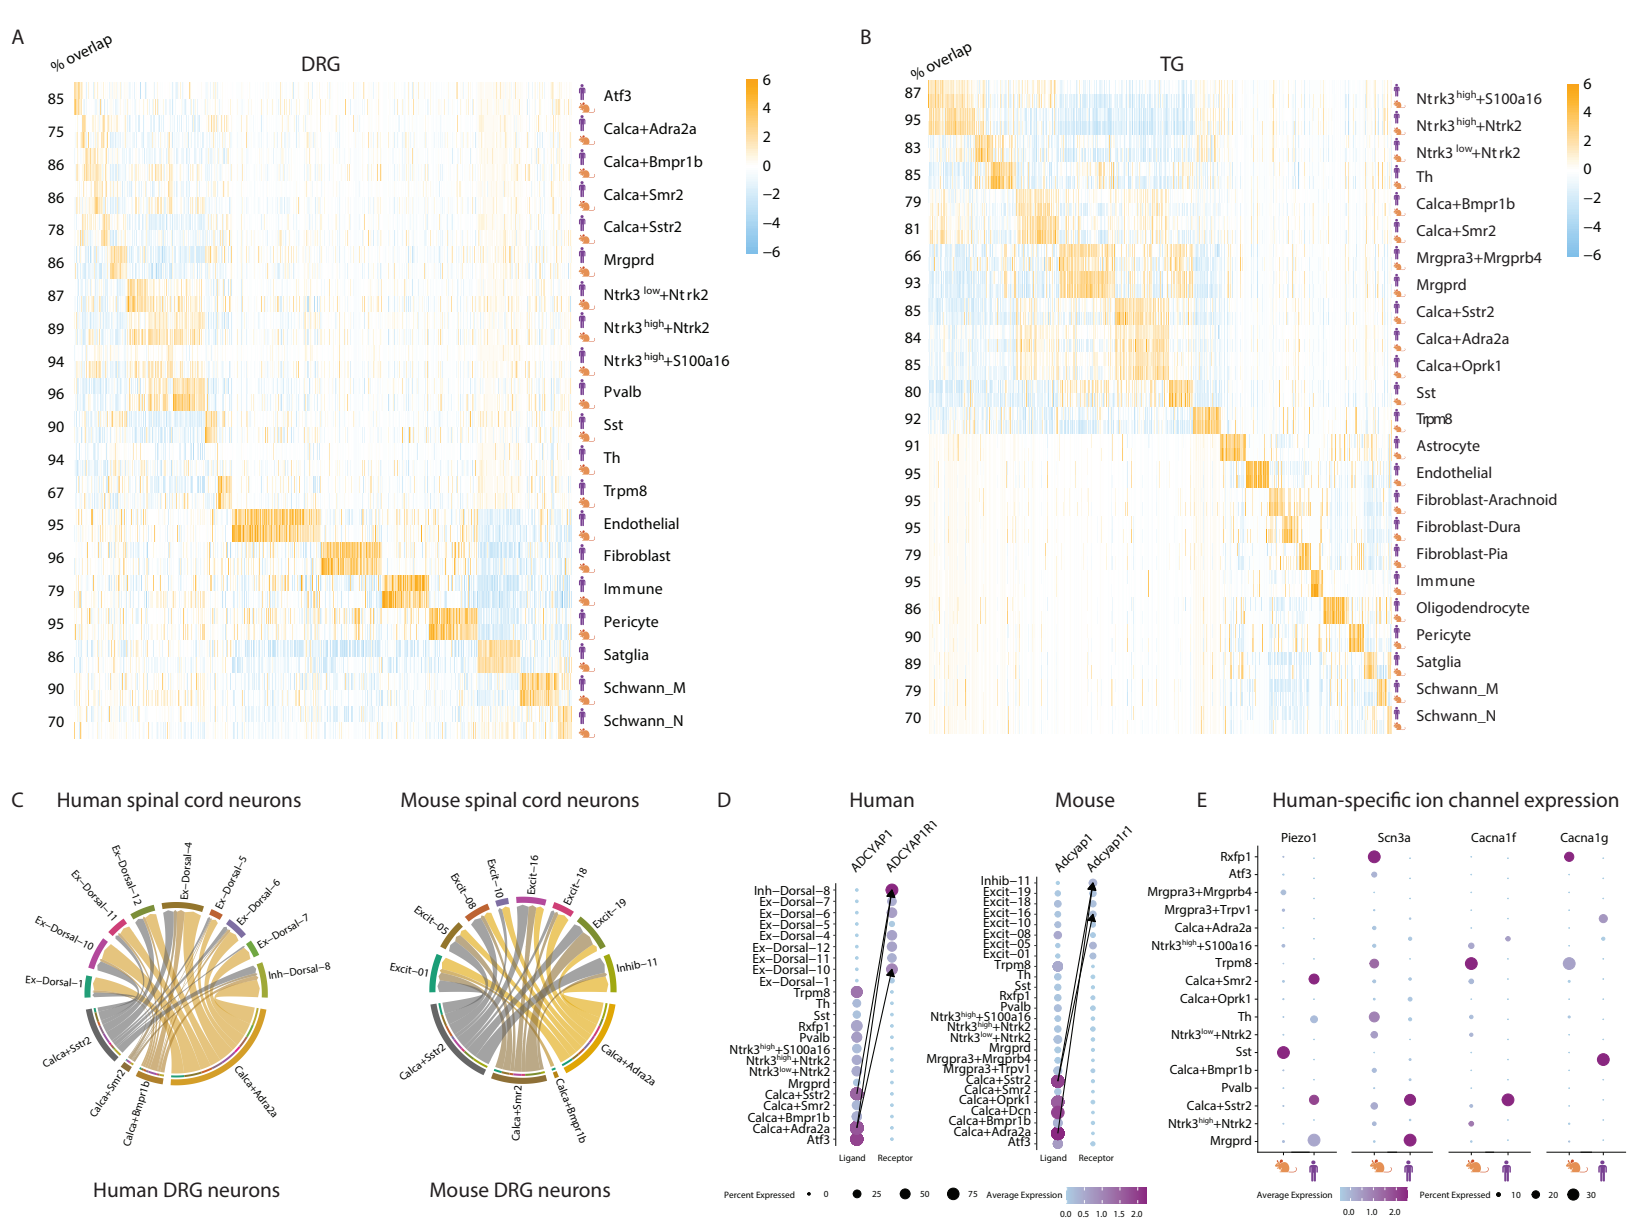 A
% overlap
DRG
85
75
86
86
78
86
87
89
94
96
90
94
67
95
96
79
95
86
90
70
Atf3
Calca+Adra2a
Calca+Bmpr1b
Calca+Smr2
Calca+Sstr2
Mrgprd
Ntrk3 low+Ntrk2
Ntrk3 high+Ntrk2
Ntrk3 high+S100a16
Pvalb
Sst
Th
Trpm8
Endothelial
Fibroblast
Immune
Pericyte
Satglia
Schwann_M
Schwann_N
6
4
2
0
−2
−4
−6
B
% overlap
TG
87
95
83
85
79
81
66
93
85
84
85
80
92
91
95
95
95
79
95
86
90
89
79
70
Ntrk3 high+S100a16
Ntrk3 high+Ntrk2
Ntrk3 low+Ntrk2
Th
Calca+Bmpr1b
Calca+Smr2
Mrgpra3+Mrgprb4
Mrgprd
Calca+Sstr2
Calca+Adra2a
Calca+Oprk1
Sst
Trpm8
Astrocyte
Endothelial
Fibroblast-Arachnoid
Fibroblast-Dura
Fibroblast-Pia
Immune
Oligodendrocyte
Pericyte
Satglia
Schwann_M
Schwann_N
6
4
2
0
−2
−4
−6
C
Human spinal cord neurons
Ex−Dorsal−1
Ex−Dorsal−10
Ex−Dorsal−11
Ex−Dorsal−12
Ex−Dorsal−4
Ex−Dorsal−5
Ex−Dorsal−6
Ex−Dorsal−7
Inh−Dorsal−8
Calca+Sstr2
Calca+Smr2
Calca+Bmpr1b
Calca+Adra2a
Human DRG neurons
Mouse spinal cord neurons
Excit−01
Excit−05
Excit−08
Excit−10
Excit−16
Excit−18
Excit−19
Inhib−11
Calca+Sstr2
Calca+Smr2
Calca+Bmpr1b
Calca+Adra2a
Mouse DRG neurons
D
Human
ADCYAP1
ADCYAP1R1
Inh−Dorsal−8
Ex−Dorsal−7
Ex−Dorsal−6
Ex−Dorsal−5
Ex−Dorsal−4
Ex−Dorsal−12
Ex−Dorsal−11
Ex−Dorsal−10
Ex−Dorsal−1
Trpm8
Th
Sst
Rxfp1
Pvalb
Ntrk3high+S100a16
Ntrk3high+Ntrk2
Ntrk3low+Ntrk2
Mrgprd
Calca+Sstr2
Calca+Smr2
Calca+Bmpr1b
Calca+Adra2a
Atf3
Ligand
Receptor
Mouse
Adcyap1
Adcyap1r1
Inhib−11
Excit−19
Excit−18
Excit−16
Excit−10
Excit−08
Excit−05
Excit−01
Trpm8
Th
Sst
Rxfp1
Pvalb
Ntrk3high+S100a16
Ntrk3high+Ntrk2
Ntrk3low+Ntrk2
Mrgprd
Mrgpra3+Mrgprb4
Mrgpra3+Trpv1
Calca+Sstr2
Calca+Smr2
Calca+Oprk1
Calca+Dcn
Calca+Bmpr1b
Calca+Adra2a
Atf3
Ligand
Receptor
Percent Expressed
0
25
50
75
Average Expression
0.0 0.5 1.0 1.5 2.0
E
Human-specific ion channel expression
Piezo1
Scn3a
Cacna1f
Cacna1g
Rxfp1
Atf3
Mrgpra3+Mrgprb4
Mrgpra3+Trpv1
Calca+Adra2a
Ntrk3high+S100a16
Trpm8
Calca+Smr2
Calca+Oprk1
Th
Ntrk3low+Ntrk2
Sst
Calca+Bmpr1b
Pvalb
Calca+Sstr2
Ntrk3high+Ntrk2
Mrgprd
Average Expression
0.0 1.0 2.0
Percent Expressed
10
20
30